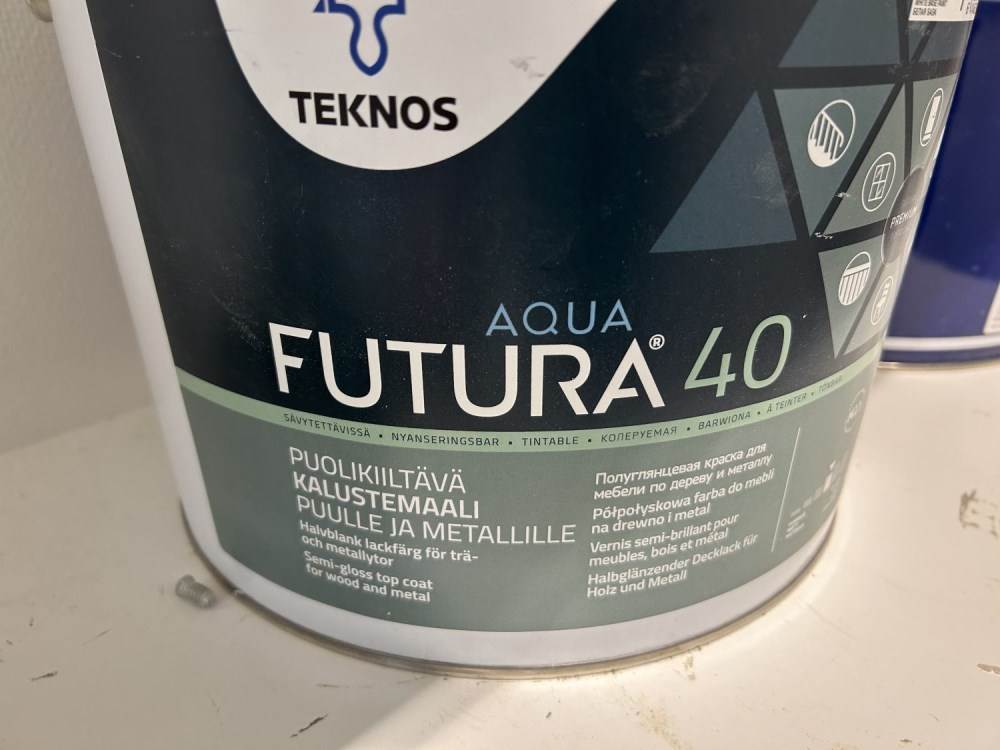 TEKNOS
PREMIUM
AQUA
FUTURA® 40
SÄVYTETTÄVISSÄ • NYANSERINGSBAR • TINTABLE • КОЛЕРУЕМАЯ • BARWIONA • À TEINTER • TÖNBAR
PUOLIKIILTÄVÄ
KALUSTEMAALI
PUULLE JA METALLILLE
Halvblank lackfärg för trä-
och metallytor
Semi-gloss top coat
for wood and metal
Полуглянцевая краска для
мебели по дереву и металлу
Półpołyskowa farba do mebli
na drewno i metal
Vernis semi-brillant pour
meubles, bois et métal
Halbglänzender Decklack für
Holz und Metall